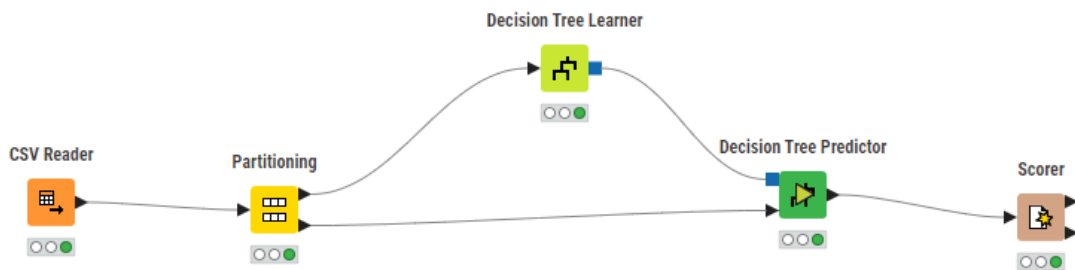 Decision Tree Learner
CSV Reader
Partitioning
Decision Tree Predictor
Scorer